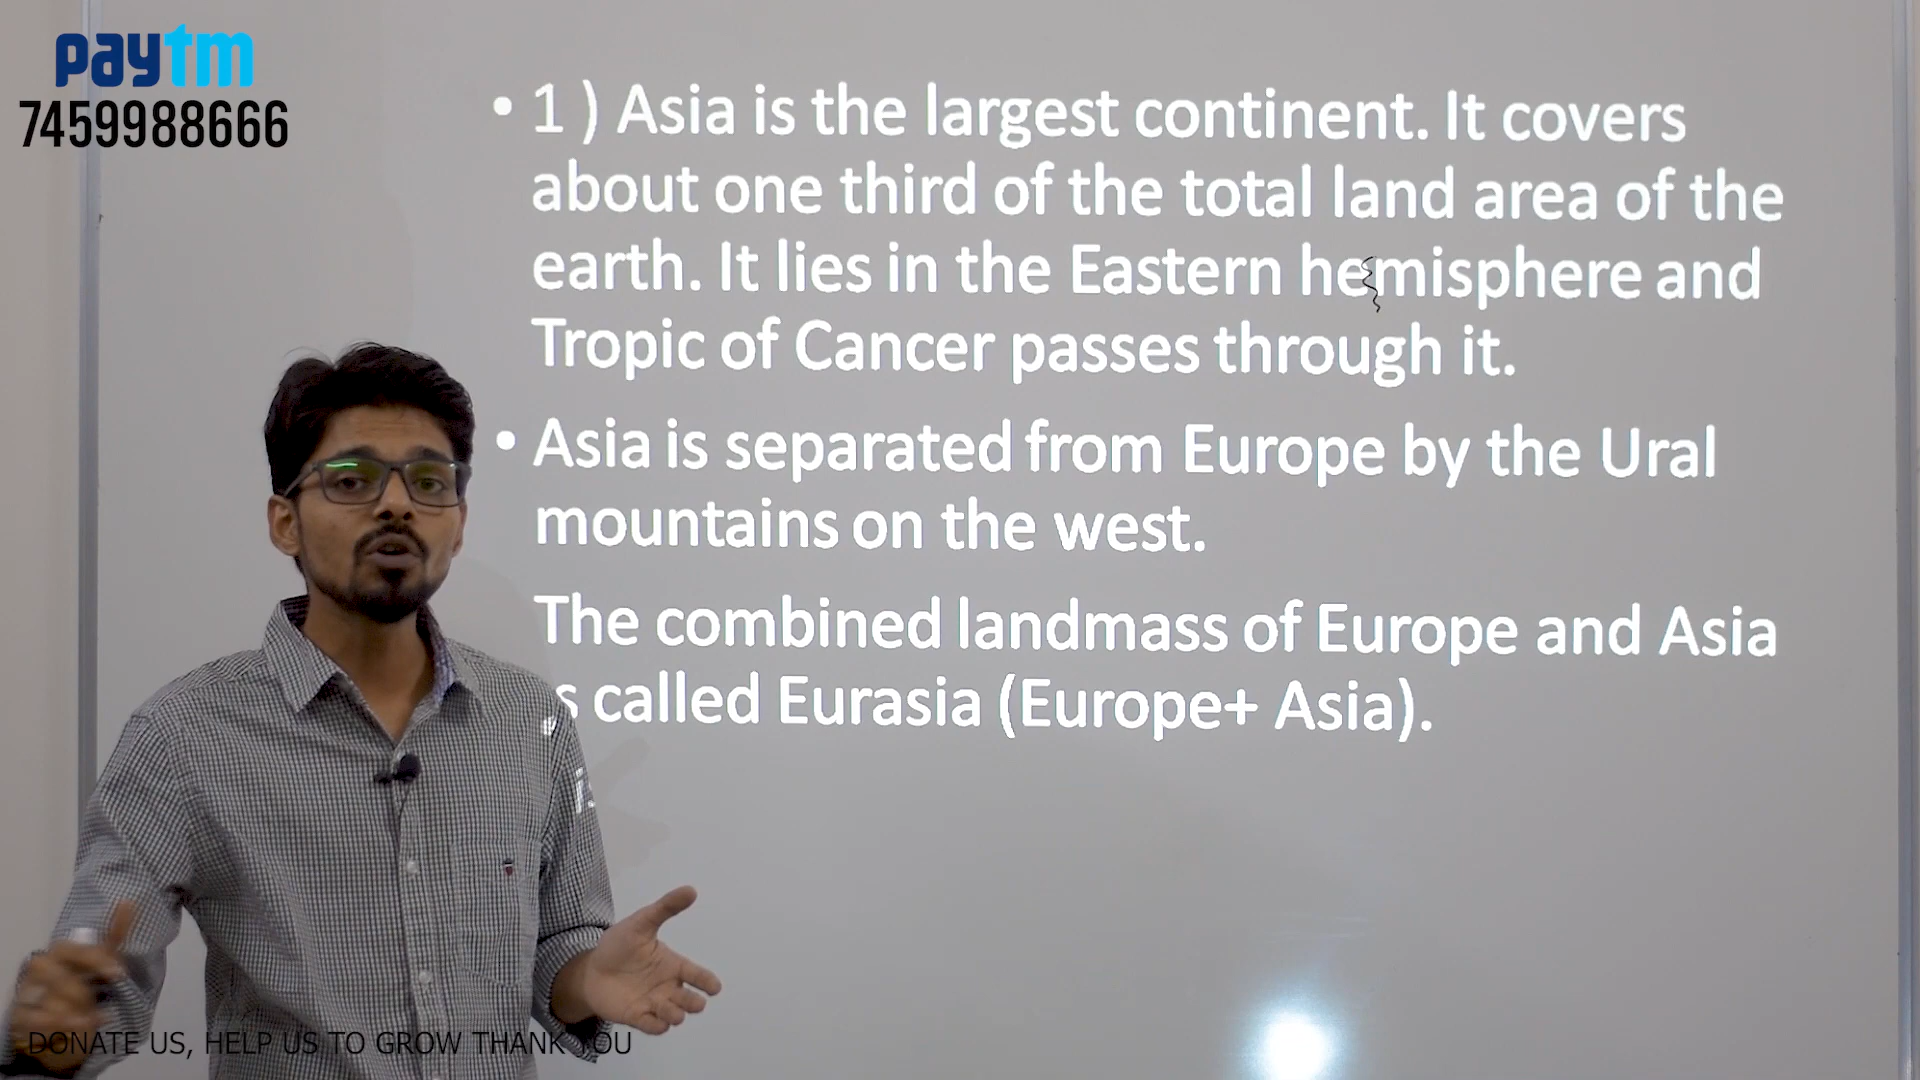 paytm
7459988666
• 1 ) Asia is the largest continent. It covers
about one third of the total land area of the
earth. It lies in the Eastern hemisphere and
Tropic of Cancer passes through it.
• Asia is separated from Europe by the Ural
mountains on the west.
The combined landmass of Europe and Asia
is called Eurasia (Europe+ Asia).
DONATE US, HELP US TO GROW THANK YOU